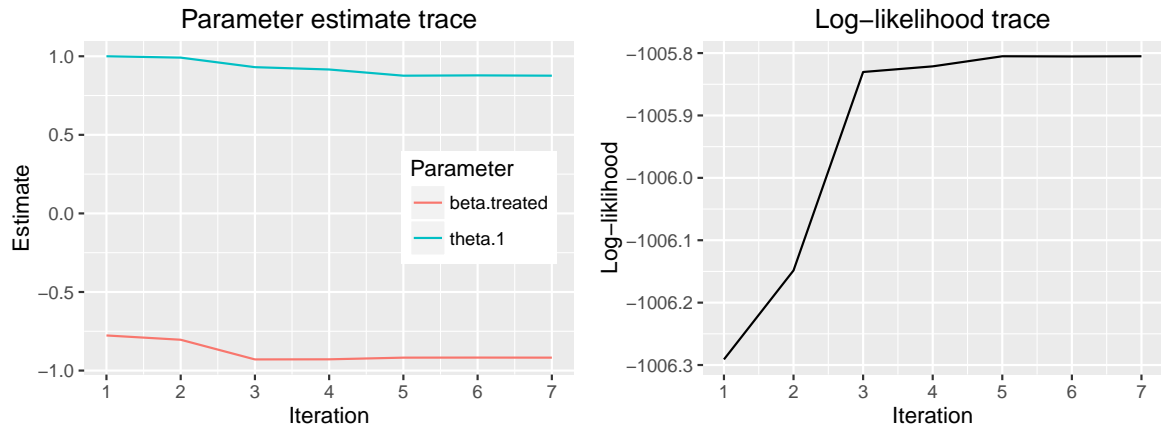 Parameter estimate trace
1.0
0.5
0.0
−0.5
−1.0
Estimate
Parameter
beta.treated
theta.1
1 2 3 4 5 6 7
Iteration
Log−likelihood trace
−1005.8
−1005.9
−1006.0
−1006.1
−1006.2
−1006.3
Log−liklihood
1 2 3 4 5 6 7
Iteration